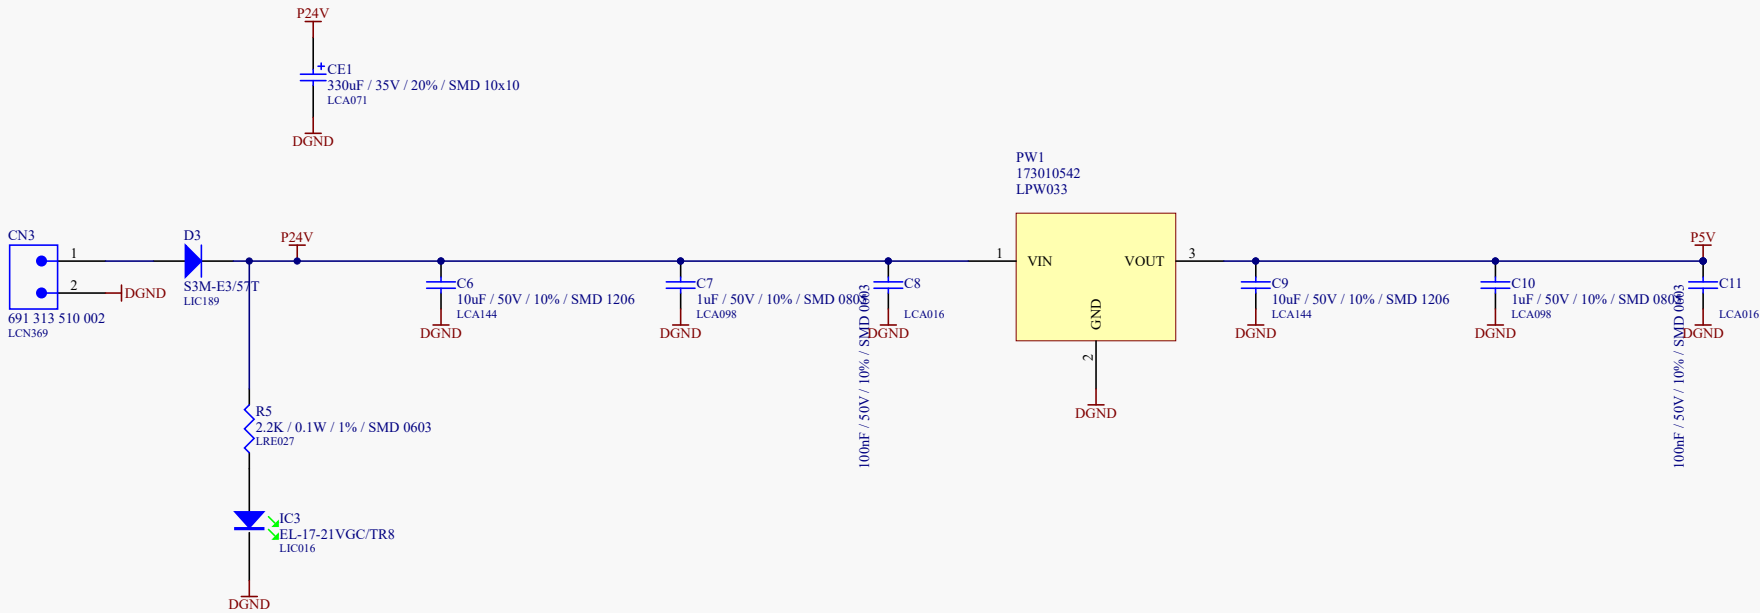 P24V
CE1
330uF / 35V / 20% / SMD 10x10
LCA071
DGND
PW1
173010542
LPW033
CN3
1
2
DGND
691 313 510 002
LCN369
D3
S3M-E3/57T
LIC189
P24V
C6
10uF / 50V / 10% / SMD 1206
LCA144
DGND
C7
1uF / 50V / 10% / SMD 0805
LCA098
DGND
C8
100nF / 50V / 10% / SMD 0603
LCA016
DGND
1
VIN
VOUT
3
GND
2
DGND
C9
10uF / 50V / 10% / SMD 1206
LCA144
DGND
C10
1uF / 50V / 10% / SMD 0805
LCA098
DGND
P5V
C11
100nF / 50V / 10% / SMD 0603
LCA016
DGND
R5
2.2K / 0.1W / 1% / SMD 0603
LRE027
IC3
EL-17-21VGC/TR8
LIC016
DGND